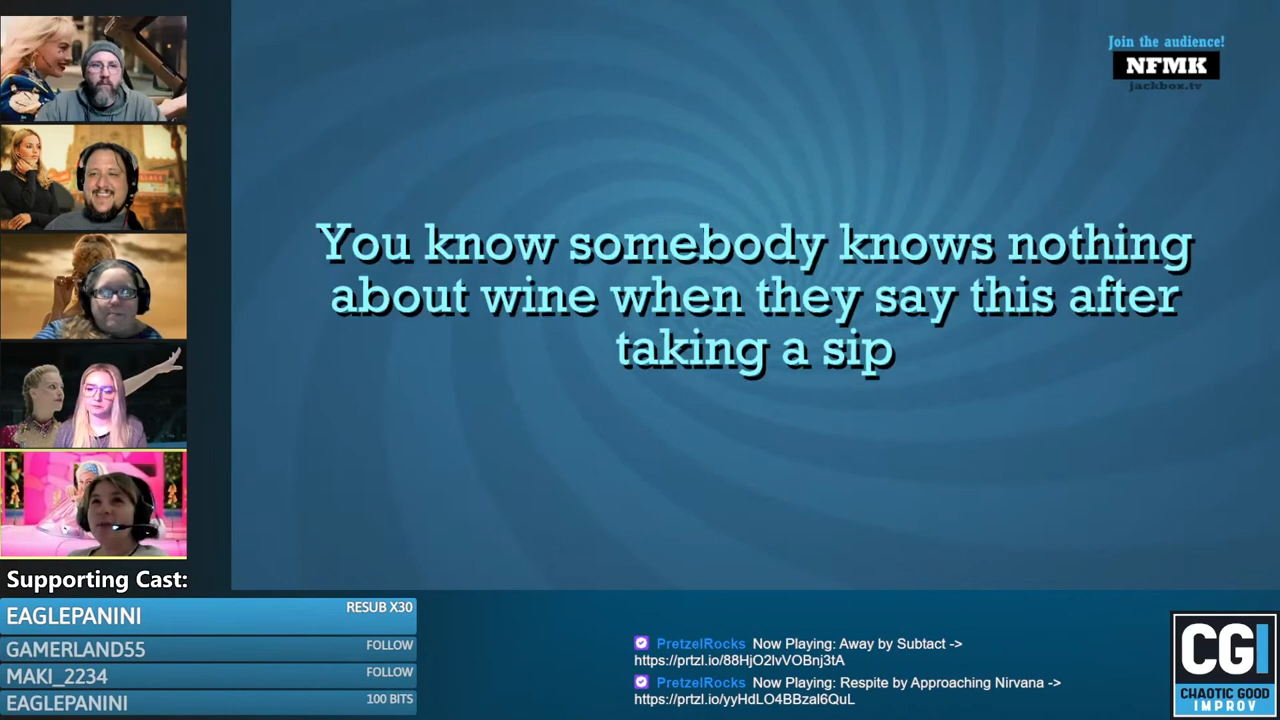 Join the audience!
NFMK
jackbox.tv
You know somebody knows nothing
about wine when they say this after
taking a sip
Supporting Cast:
EAGLEPANINI RESUB X30
GAMERLAND55 FOLLOW
MAKI_2234 FOLLOW
EAGLEPANINI 100 BITS
PretzelRocks Now Playing: Away by Subtact ->
https://prtzl.io/88HjO2lvVOBnj3tA
PretzelRocks Now Playing: Respite by Approaching Nirvana ->
https://prtzl.io/yyHdLO4BBzal6QuL
CGI
CHAOTIC GOOD
IMPROV